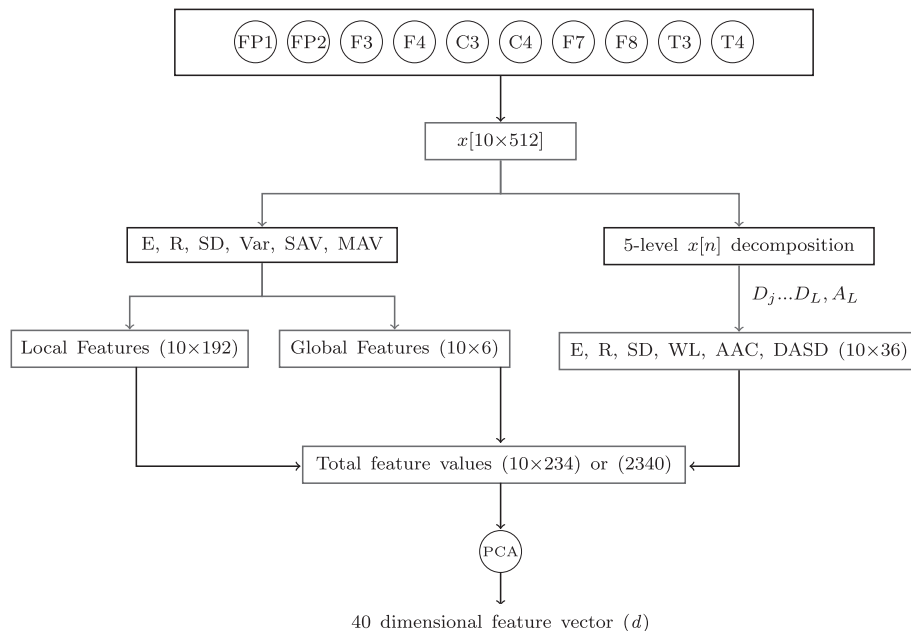 FP1 FP2 F3 F4 C3 C4 F7 F8 T3 T4
x[10×512]
E, R, SD, Var, SAV, MAV
5-level x[n] decomposition
D_j...D_L, A_L
Local Features (10×192)
Global Features (10×6)
E, R, SD, WL, AAC, DASD (10×36)
Total feature values (10×234) or (2340)
PCA
40 dimensional feature vector (d)